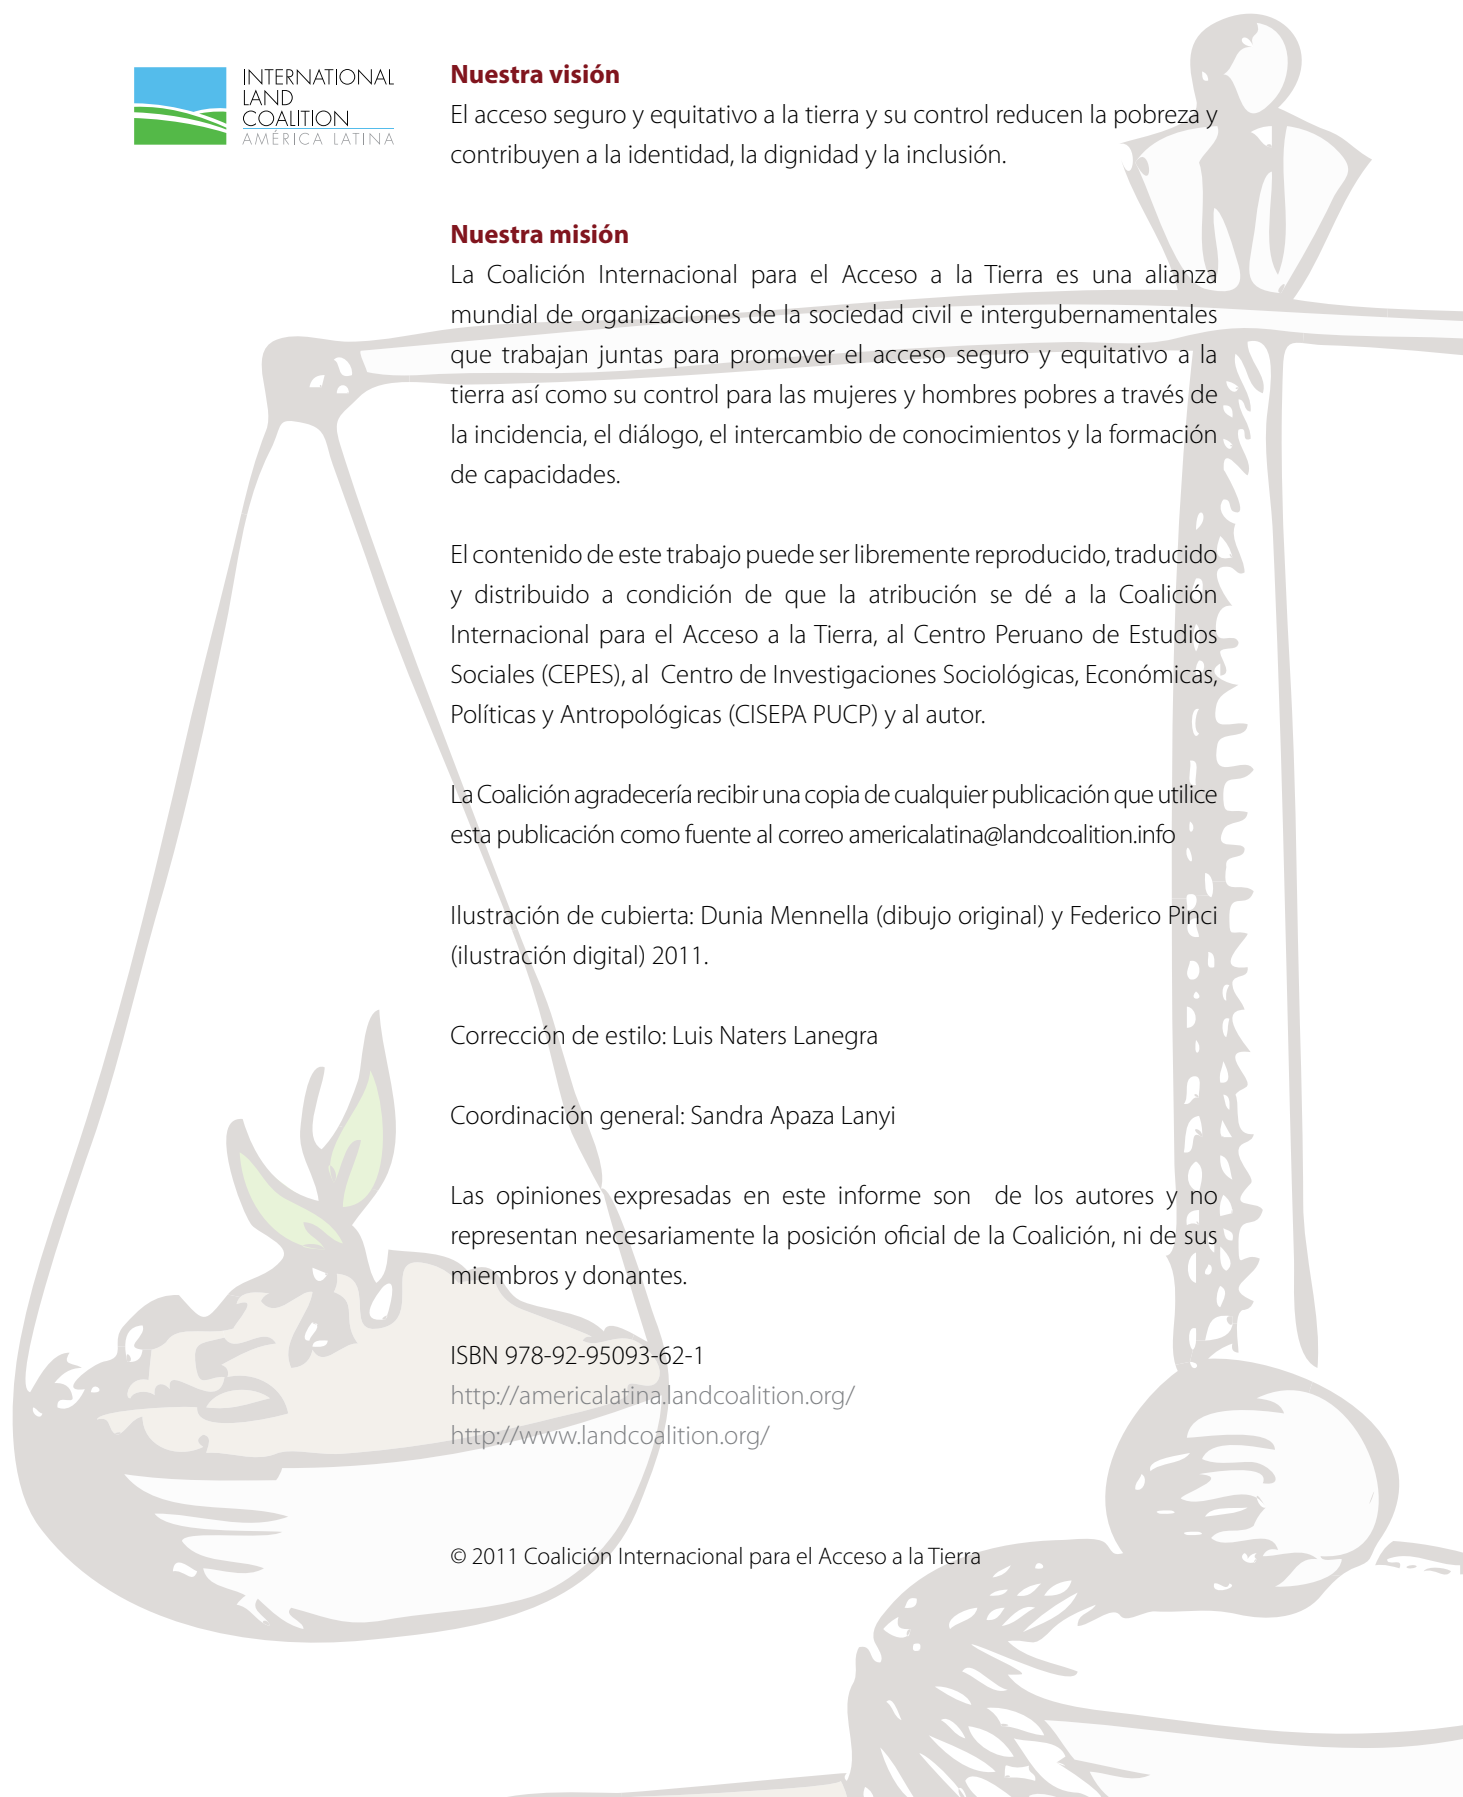 INTERNATIONAL
LAND
COALITION
AMÉRICA LATINA
Nuestra visión
El acceso seguro y equitativo a la tierra y su control reducen la pobreza y
contribuyen a la identidad, la dignidad y la inclusión.
Nuestra misión
La Coalición Internacional para el Acceso a la Tierra es una alianza
mundial de organizaciones de la sociedad civil e intergubernamentales
que trabajan juntas para promover el acceso seguro y equitativo a la
tierra así como su control para las mujeres y hombres pobres a través de
la incidencia, el diálogo, el intercambio de conocimientos y la formación
de capacidades.
El contenido de este trabajo puede ser libremente reproducido, traducido
y distribuido a condición de que la atribución se dé a la Coalición
Internacional para el Acceso a la Tierra, al Centro Peruano de Estudios
Sociales (CEPES), al Centro de Investigaciones Sociológicas, Económicas,
Políticas y Antropológicas (CISEPA PUCP) y al autor.
La Coalición agradecería recibir una copia de cualquier publicación que utilice
esta publicación como fuente al correo americalatina@landcoalition.info
Ilustración de cubierta: Dunia Mennella (dibujo original) y Federico Pinci
(ilustración digital) 2011.
Corrección de estilo: Luis Naters Lanegra
Coordinación general: Sandra Apaza Lanyi
Las opiniones expresadas en este informe son de los autores y no
representan necesariamente la posición oficial de la Coalición, ni de sus
miembros y donantes.
ISBN 978-92-95093-62-1
http://americalatina.landcoalition.org/
http://www.landcoalition.org/
© 2011 Coalición Internacional para el Acceso a la Tierra